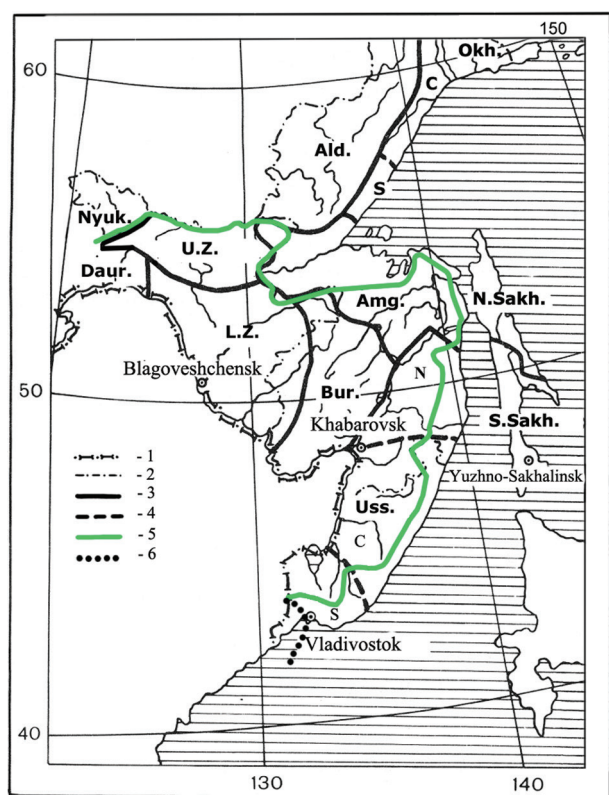 150
Okh.
60
C
Ald.
S
Nyuk.
U.Z.
Daur.
Amg.
N.Sakh.
L.Z.
Blagoveshchensk
N
50
Bur.
Khabarovsk
S.Sakh.
- 1
Yuzhno-Sakhalinsk
- 2
- 3
Uss.
- 4
- 5
C
- 6
S
Vladivostok
40
130
140